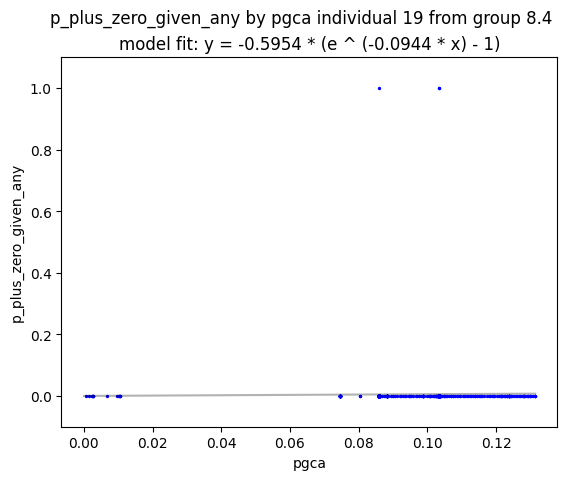 p_plus_zero_given_any by pgca individual 19 from group 8.4
model fit: y = -0.5954 * (e ^ (-0.0944 * x) - 1)
1.0
0.8
0.6
0.4
0.2
0.0
p_plus_zero_given_any
0.00 0.02 0.04 0.06 0.08 0.10 0.12
pgca